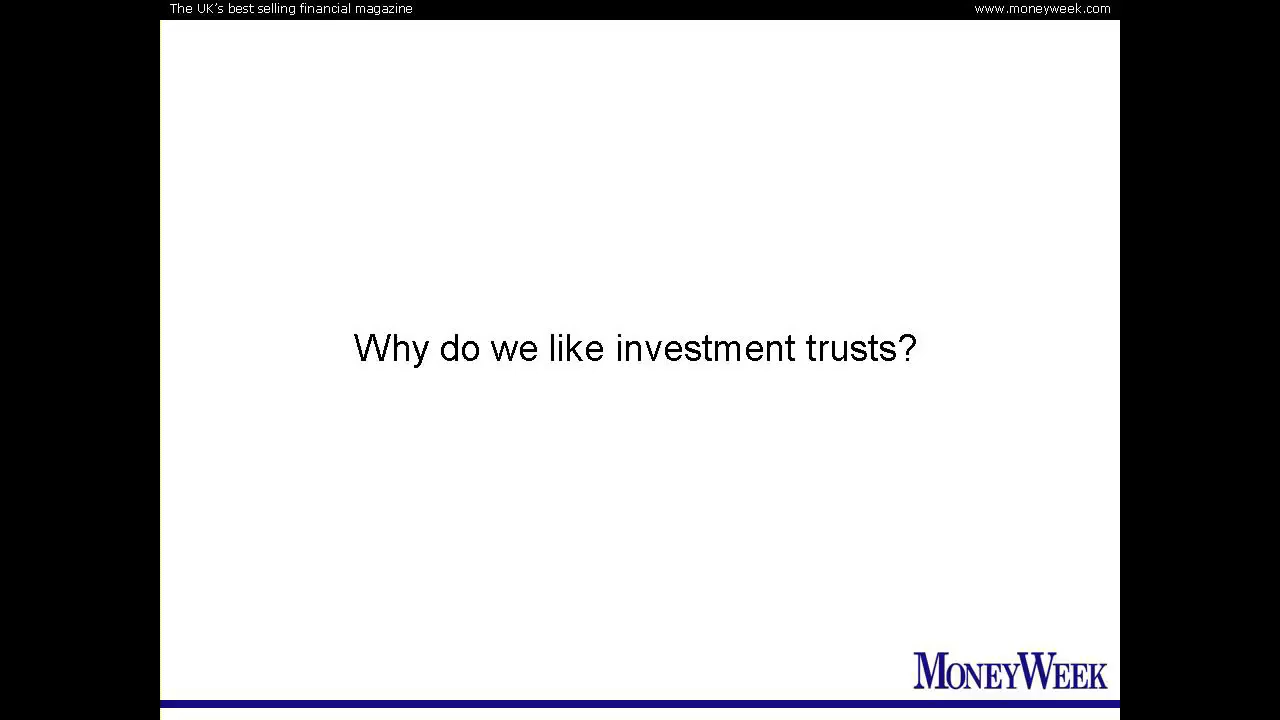 The UK's best selling financial magazine
www.moneyweek.com
Why do we like investment trusts?
MONEYWEEK